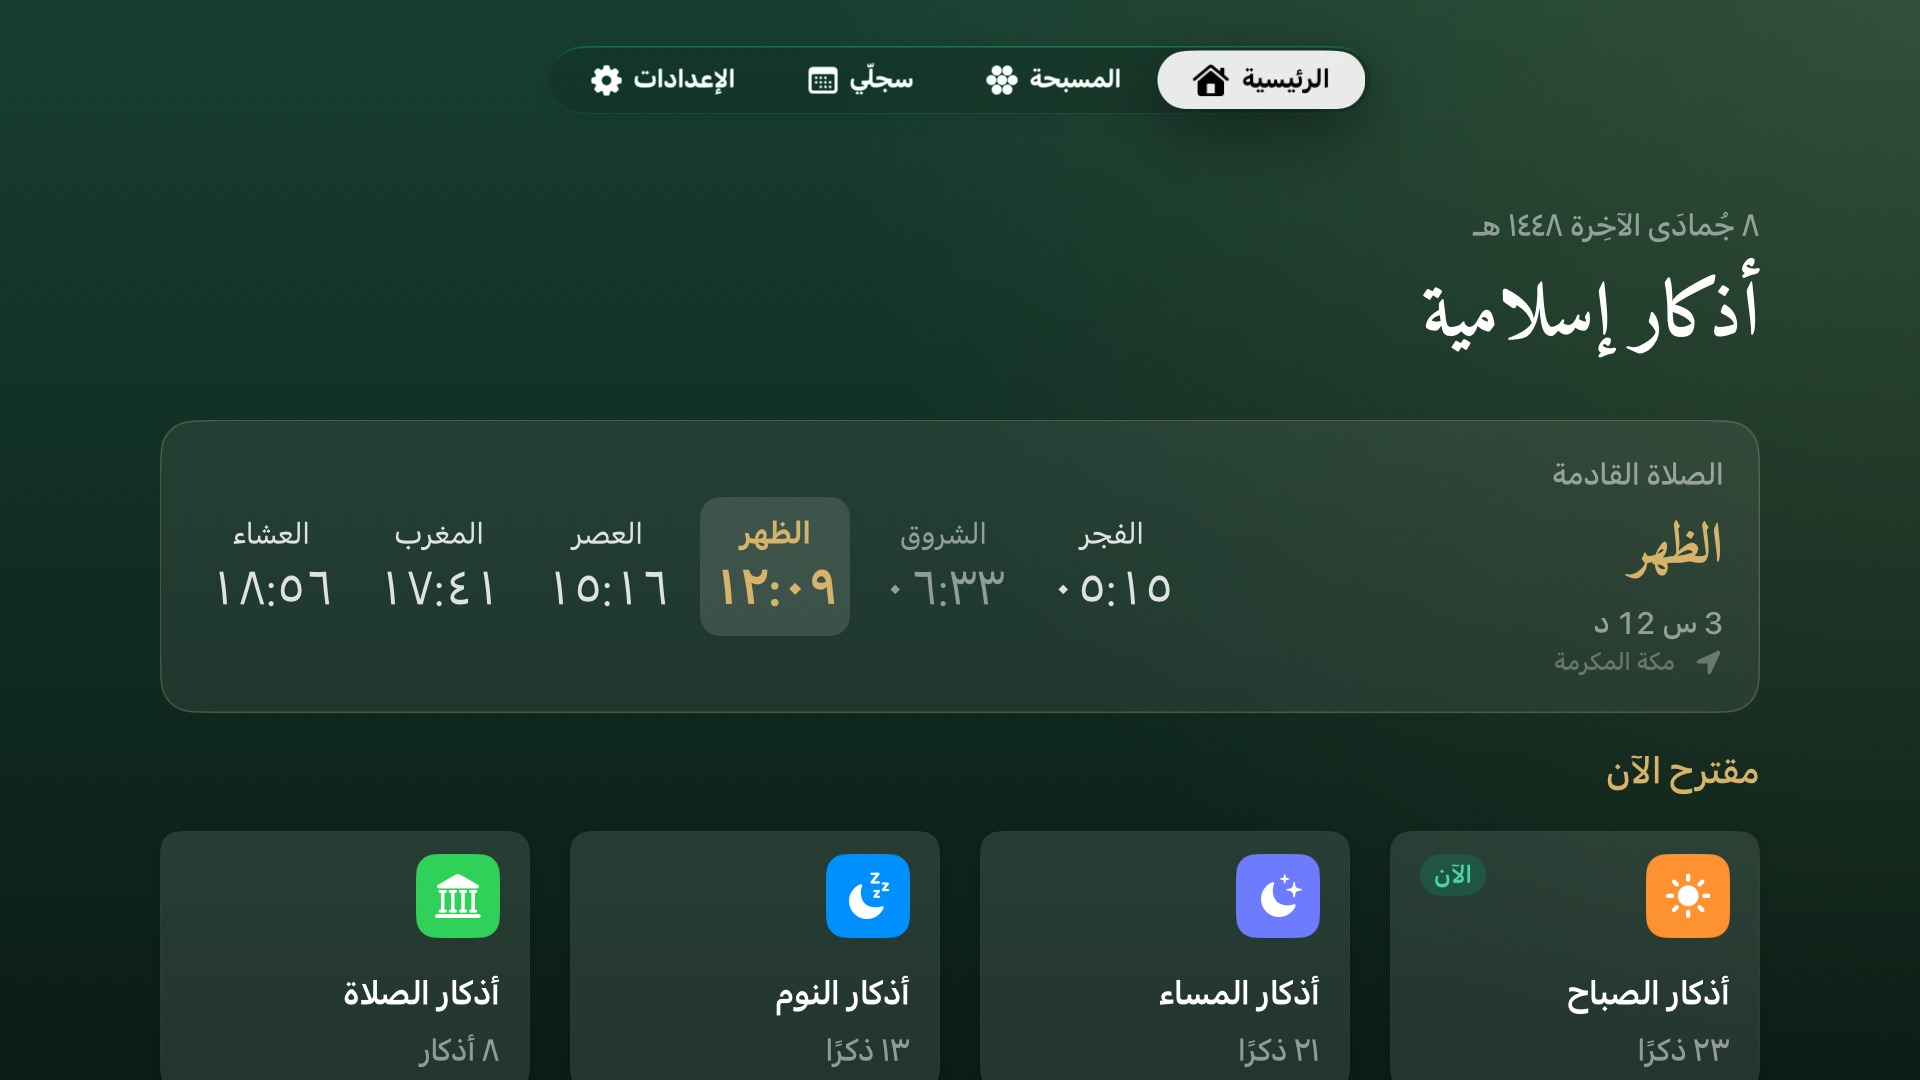 الرئيسية المسبحة سجلّي الإعدادات
٨ جُمادَى الآخِرة ١٤٤٨ هـ
أذكار إسلامية
الصلاة القادمة
الظهر
3 س 12 د
مكة المكرمة
الفجر الشروق الظهر العصر المغرب العشاء
٠٥:١٥ ٠٦:٣٣ ١٢:٠٩ ١٥:١٦ ١٧:٤١ ١٨:٥٦
مقترح الآن
الآن
أذكار الصباح أذكار المساء أذكار النوم أذكار الصلاة
٢٣ ذكرًا ٢١ ذكرًا ١٣ ذكرًا ٨ أذكار